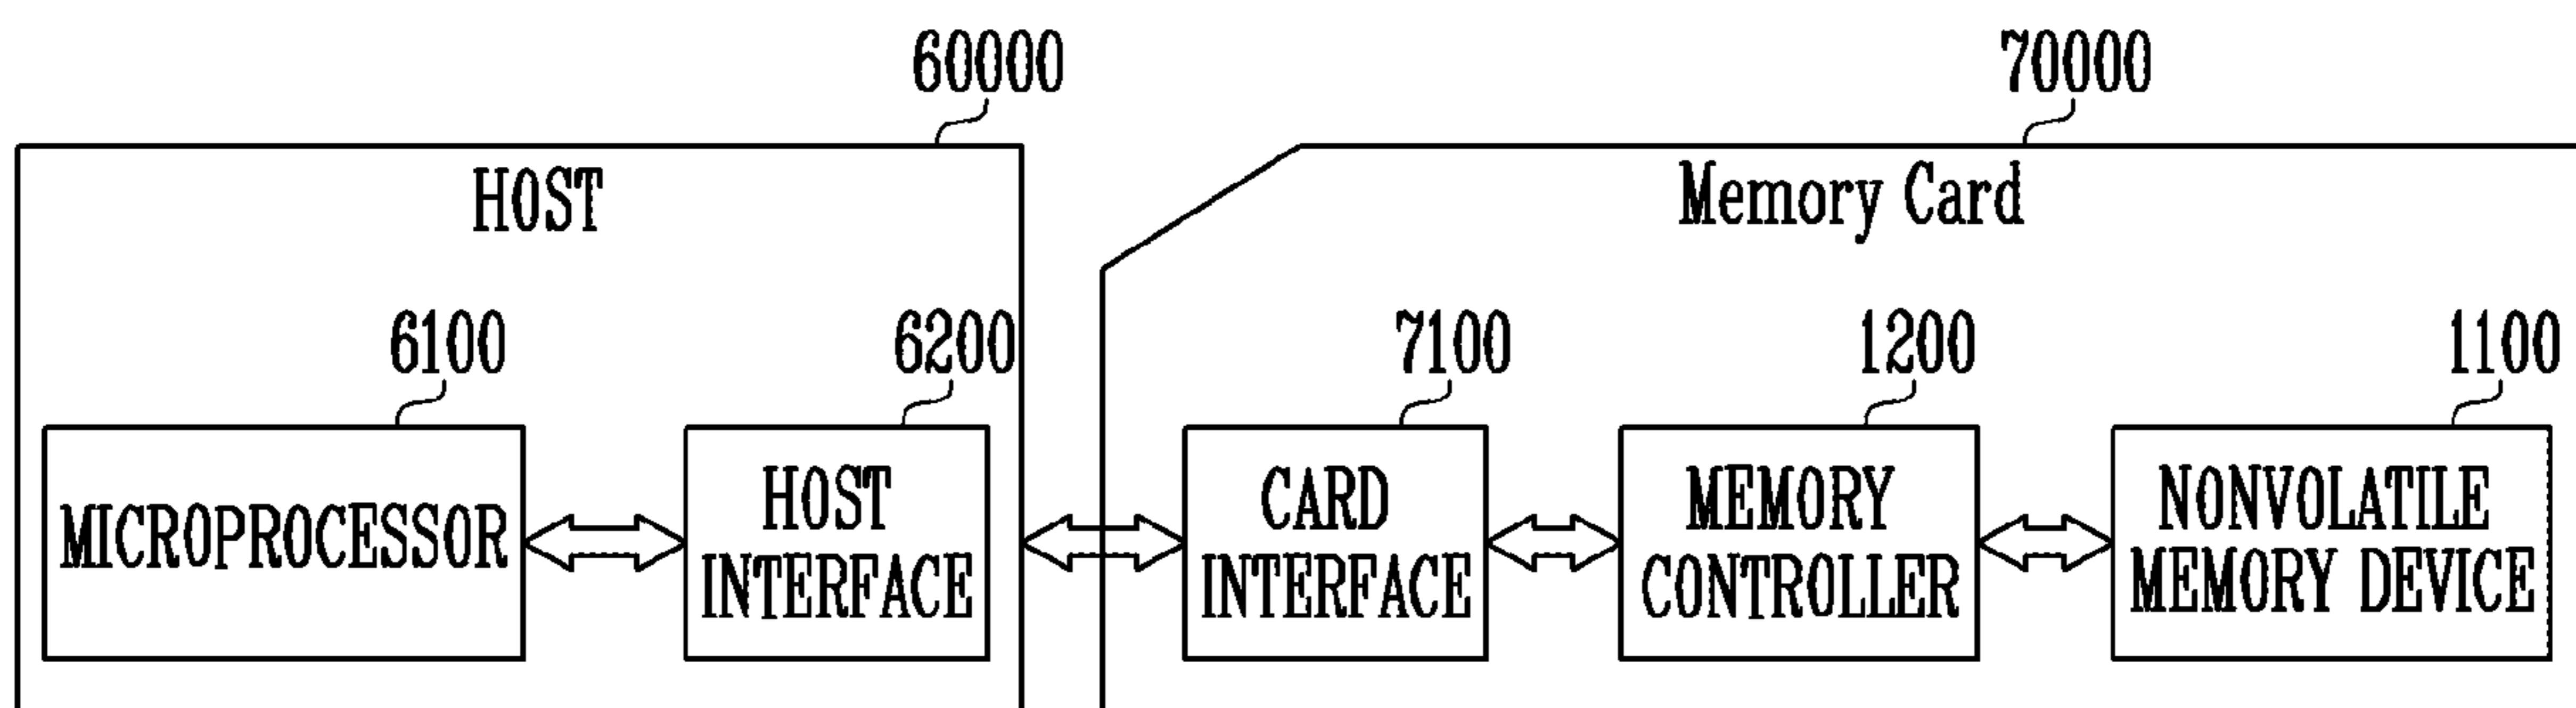 60000
70000
HOST
Memory Card
6100
6200
7100
1200
1100
MICROPROCESSOR
HOST
INTERFACE
CARD
INTERFACE
MEMORY
CONTROLLER
NONVOLATILE
MEMORY DEVICE